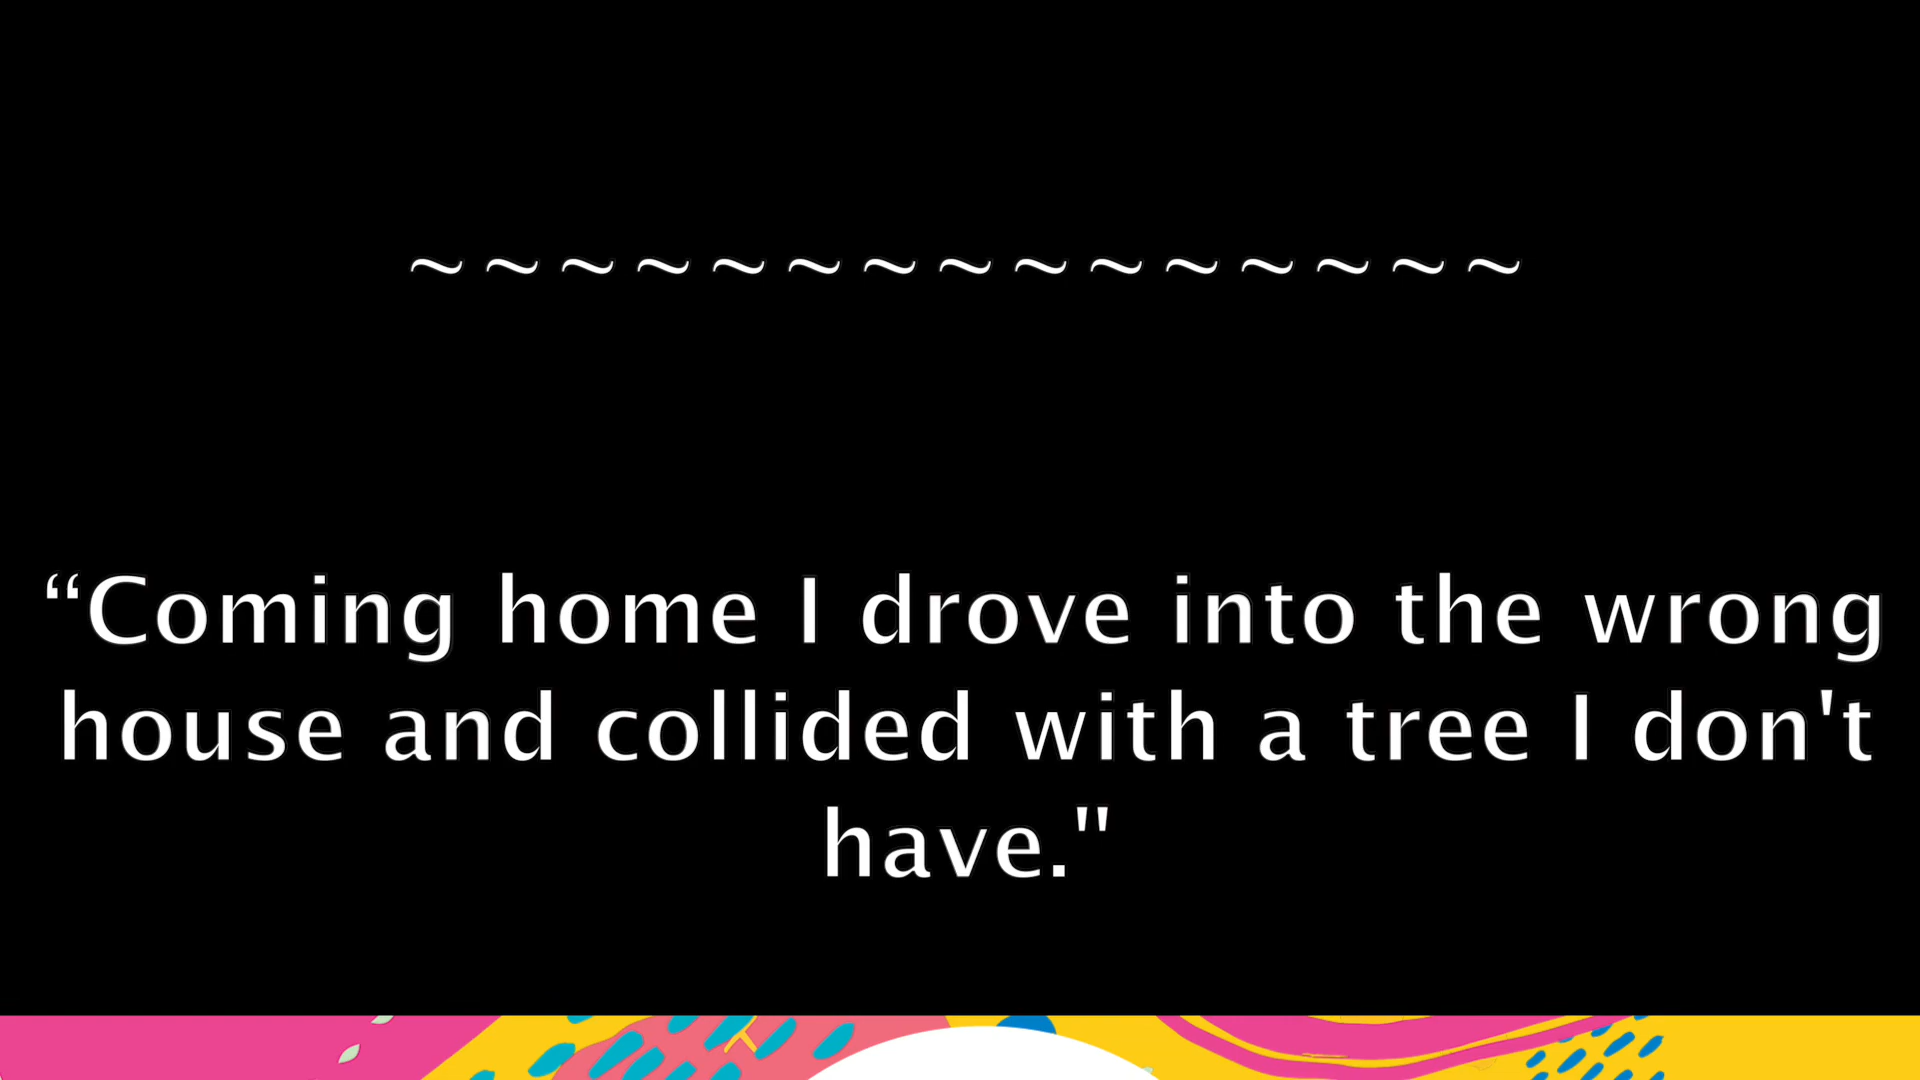 ~ ~ ~ ~ ~ ~ ~ ~ ~ ~ ~ ~ ~ ~ ~
“Coming home I drove into the wrong
house and collided with a tree I don't
have."